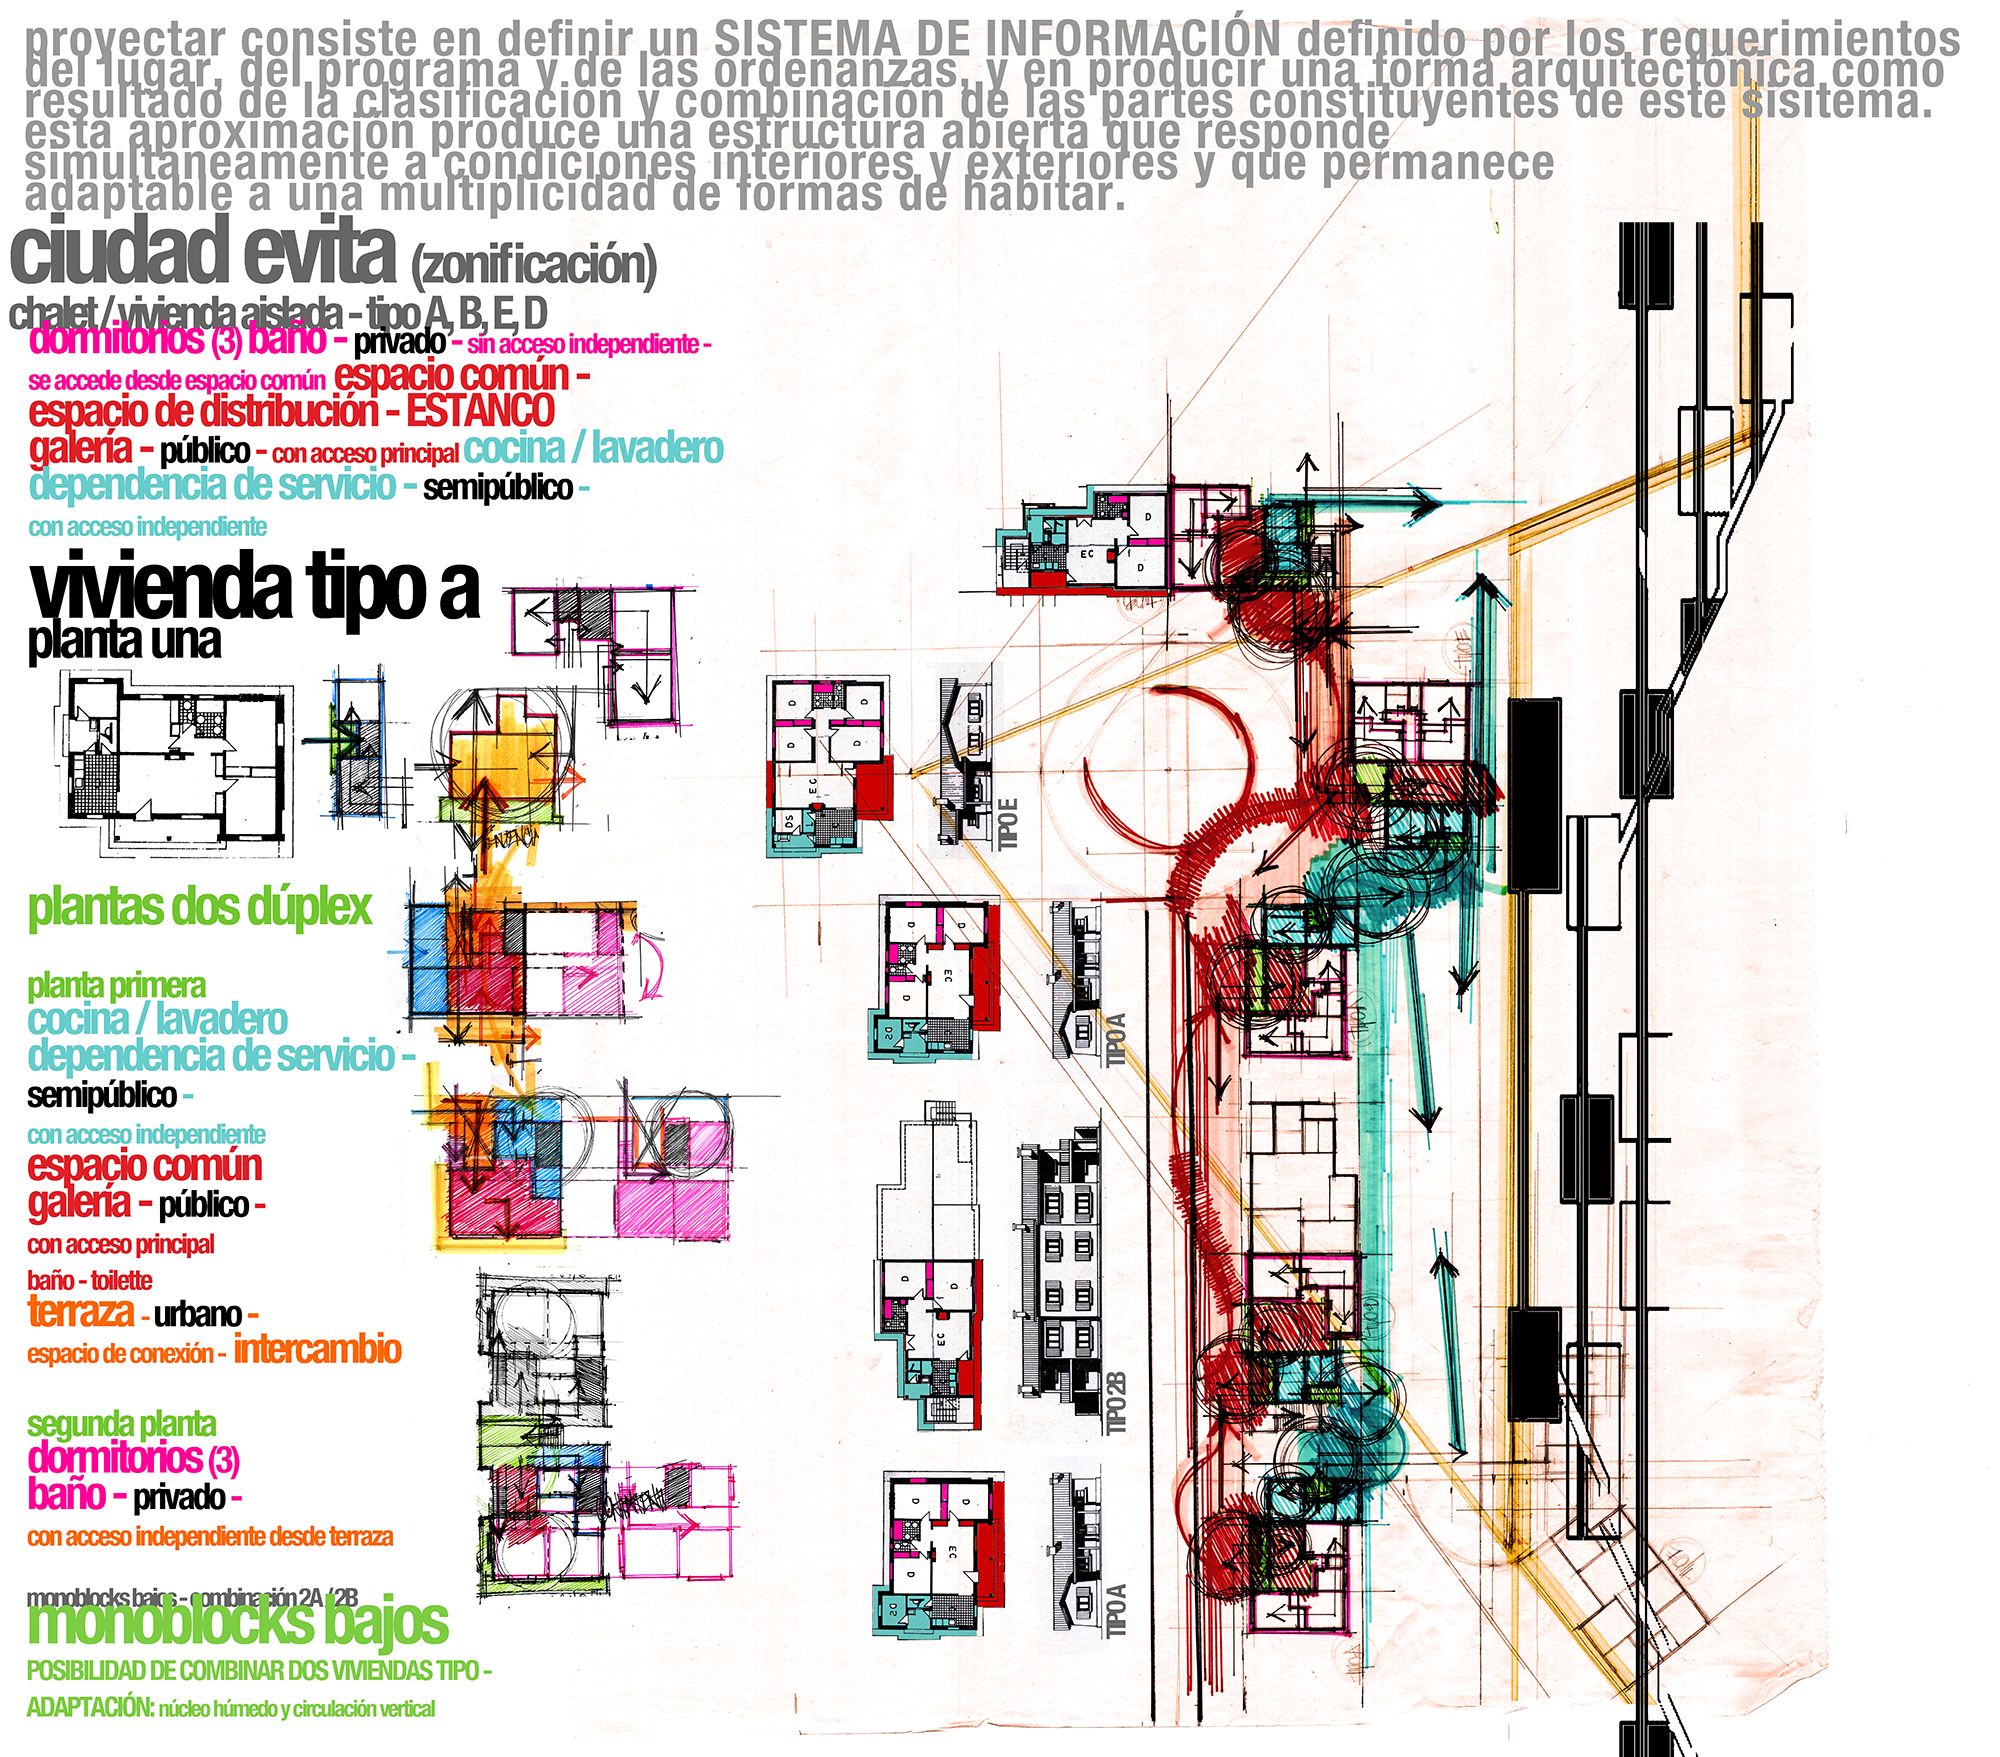 proyectar consiste en definir un SISTEMA DE INFORMACIÓN definido por los requerimientos
del lugar, del programa y de las ordenanzas, y en producir una forma arquitectónica como
resultado de la clasificación y combinación de las partes constituyentes de este sisitema.
esta aproximación produce una estructura abierta que responde
simultaneamente a condiciones interiores y exteriores y que permanece
adaptable a una multiplicidad de formas de habitar.
ciudad evita (zonificación)
chalet / vivienda aislada - tipo A, B, E, D
dormitorios (3) baño - privado - sin acceso independiente -
se accede desde espacio común espacio común -
espacio de distribución - ESTANCO
galería - público - con acceso principal cocina / lavadero
dependencia de servicio - semipúblico -
con acceso independiente
vivienda tipo a
planta una
plantas dos dúplex
planta primera
cocina / lavadero
dependencia de servicio -
semipúblico -
con acceso independiente
espacio común
galería - público -
con acceso principal
baño - toilette
terraza - urbano -
espacio de conexión - intercambio
segunda planta
dormitorios (3)
baño - privado -
con acceso independiente desde terraza
monoblocks bajos - combinación 2A / 2B
monoblocks bajos
POSIBILIDAD DE COMBINAR DOS VIVIENDAS TIPO -
ADAPTACIÓN: núcleo húmedo y circulación vertical
D
EC
D
D
D
D
D
EC
DS
TIPO E
D
D
EC
D
DS
TIPO A
D
D
EC
TIPO 2B
D
D
EC
D
DS
TIPO A